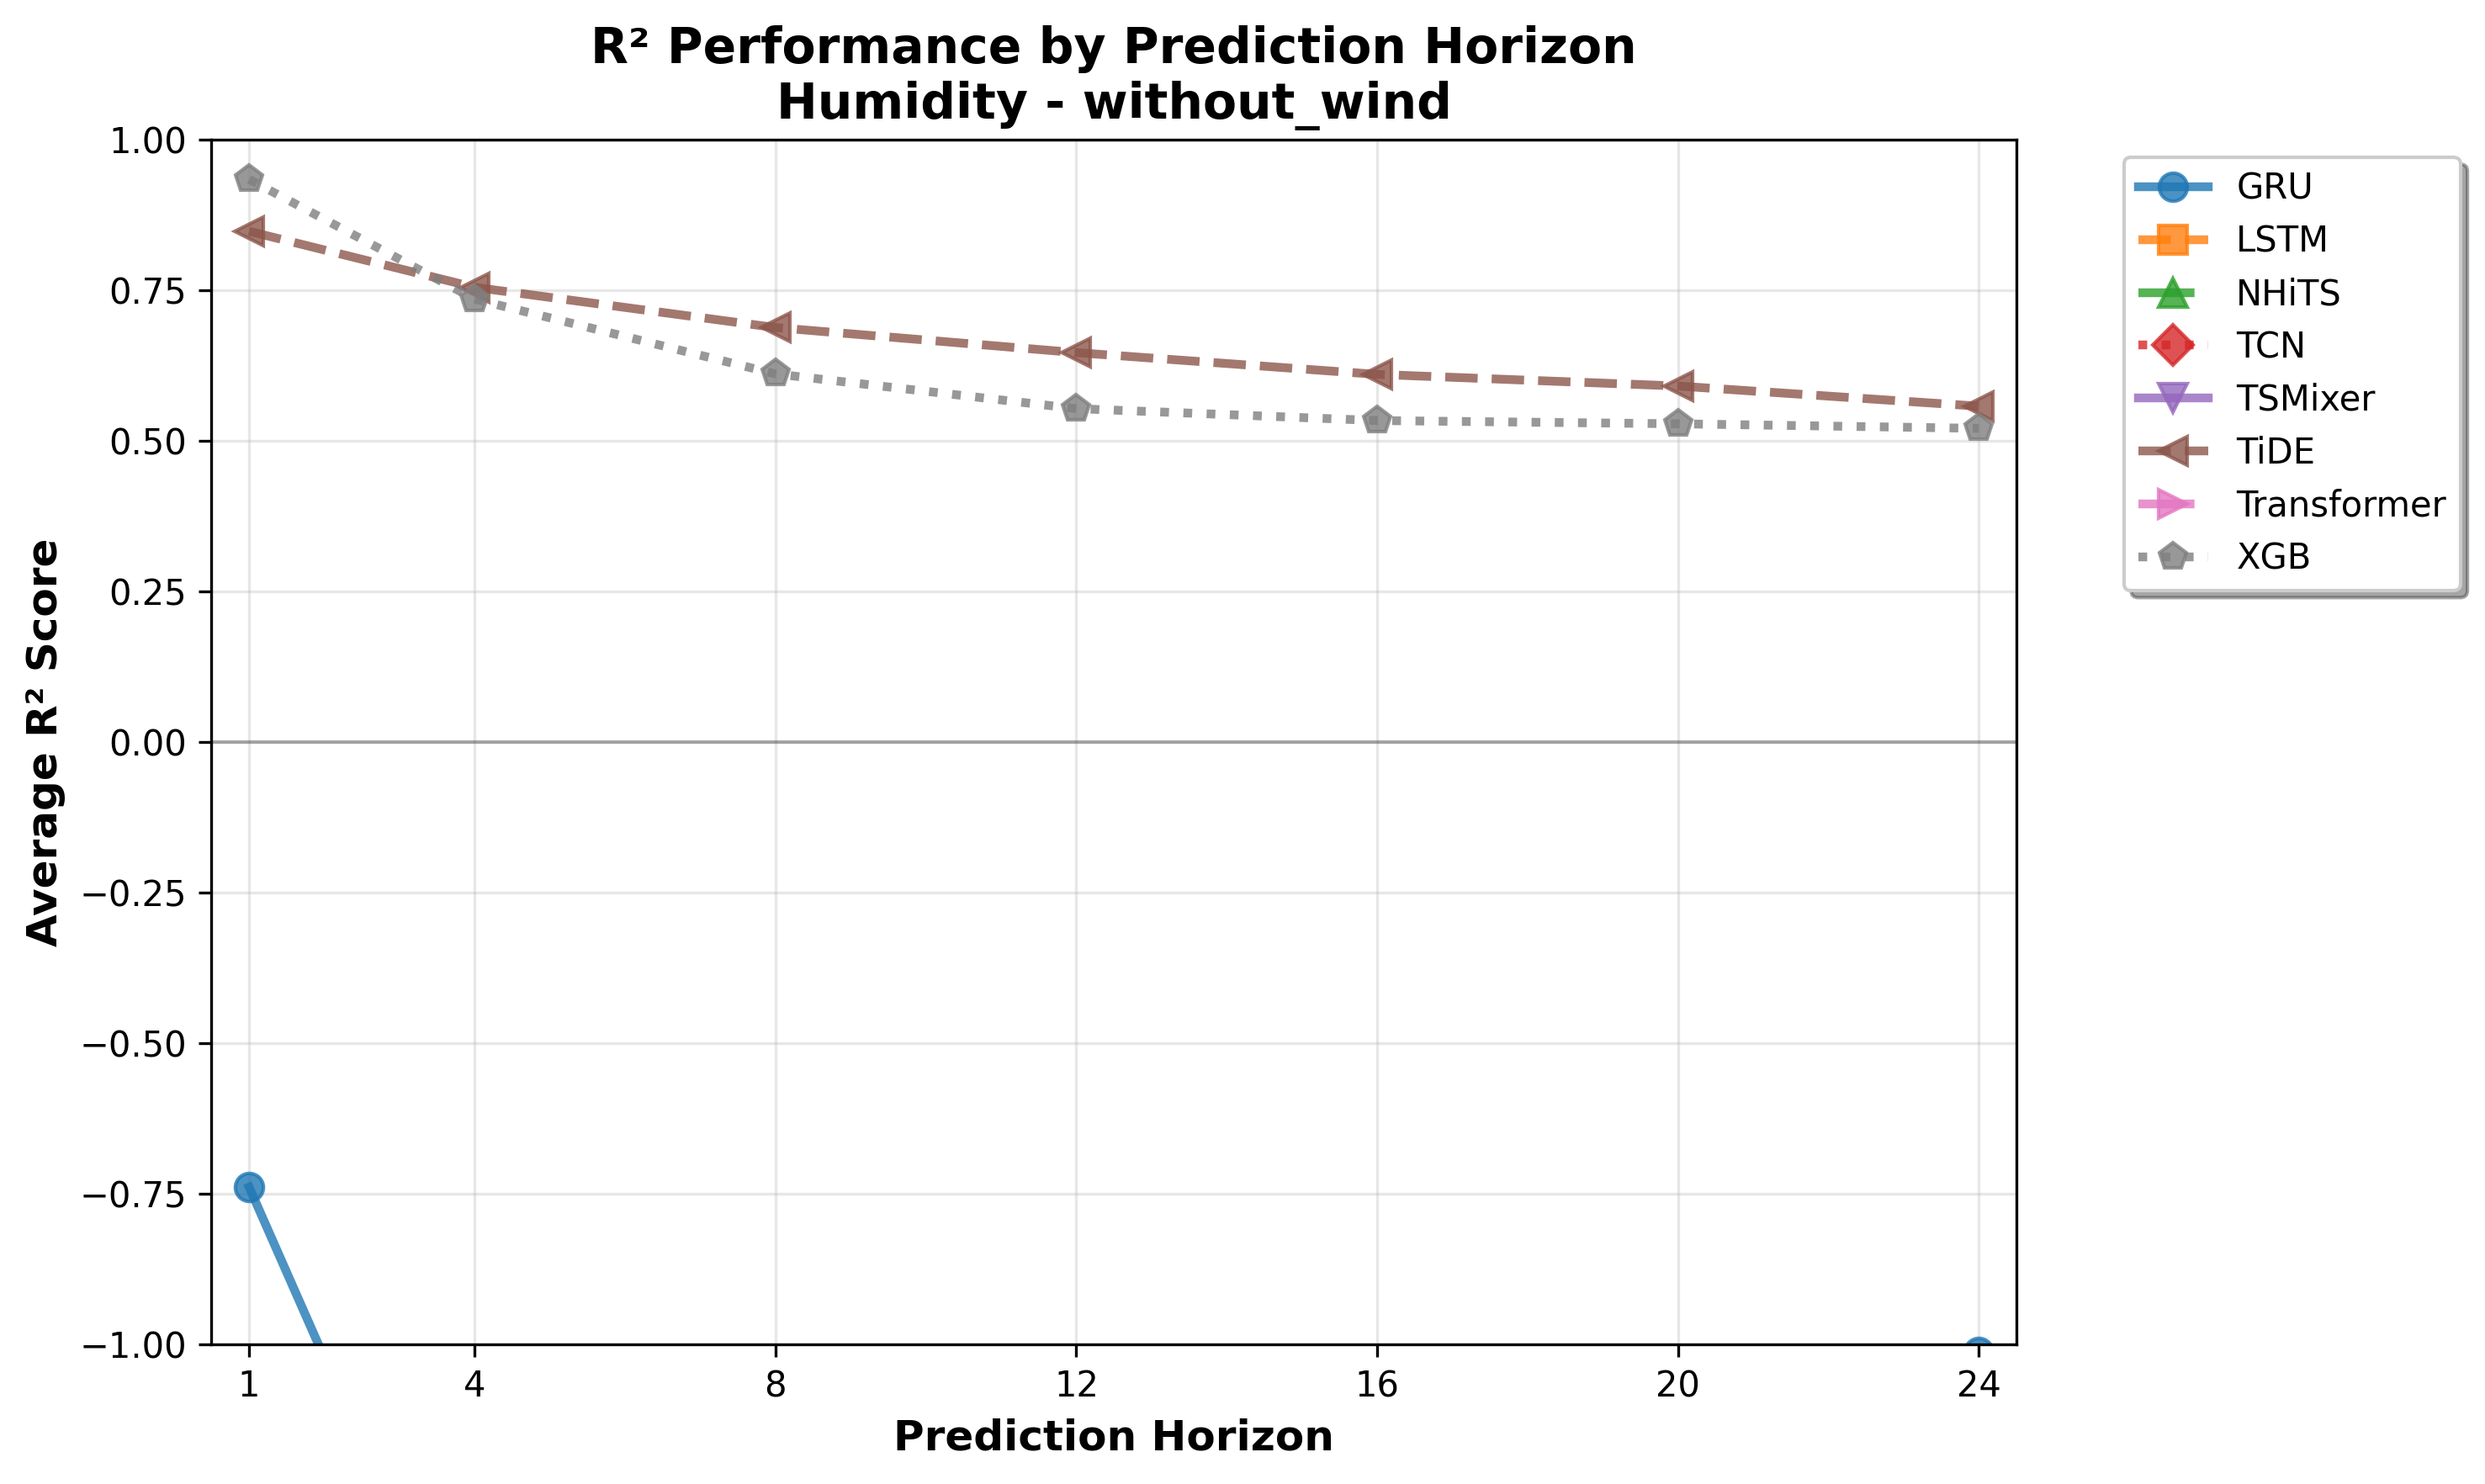 R² Performance by Prediction Horizon
Humidity - without_wind
1.00
0.75
0.50
0.25
0.00
−0.25
−0.50
−0.75
−1.00
Average R² Score
1 4 8 12 16 20 24
Prediction Horizon
GRU
LSTM
NHiTS
TCN
TSMixer
TiDE
Transformer
XGB